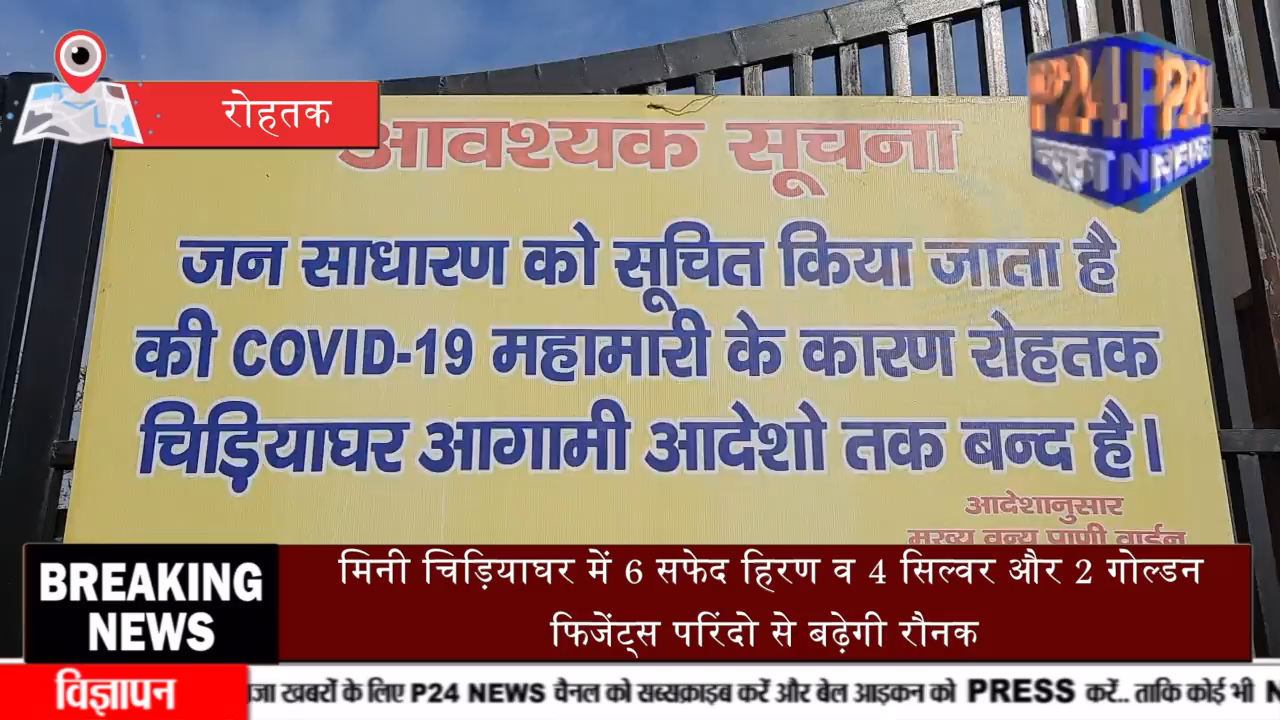 रोहतक
P24
NEWS
आवश्यक सूचना
जन साधारण को सूचित किया जाता है
की COVID-19 महामारी के कारण रोहतक
चिड़ियाघर आगामी आदेशो तक बन्द है।
आदेशानुसार
मुख्य वन्य प्राणी वार्डन
BREAKING
NEWS
मिनी चिड़ियाघर में 6 सफेद हिरण व 4 सिल्वर और 2 गोल्डन
फिजेंट्स परिंदो से बढ़ेगी रौनक
विज्ञापन
खबरों के लिए P24 NEWS चैनल को सब्सक्राइब करें और बेल आइकन को PRESS करें.. ताकि कोई भी